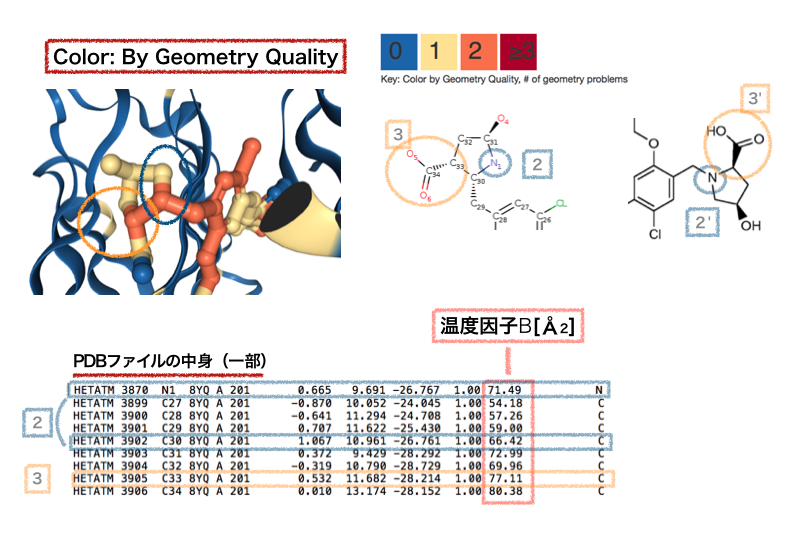 Color: By Geometry Quality
0 1 2 ≥3
Key: Color by Geometry Quality, # of geometry problems
3
O4
C32 C31
O5
C34 C33 N1
2
O6 C30
C29 C27 CL
C28 C26
3'
HO O
O N
2'
Cl OH
温度因子B[Å2]
PDBファイルの中身（一部）
HETATM 3870 N1 8YQ A 201 0.665 9.691 -26.767 1.00 71.49 N
HETATM 3899 C27 8YQ A 201 -0.870 10.052 -24.045 1.00 54.18 C
2
HETATM 3900 C28 8YQ A 201 -0.641 11.294 -24.708 1.00 57.26 C
HETATM 3901 C29 8YQ A 201 0.707 11.622 -25.430 1.00 59.00 C
HETATM 3902 C30 8YQ A 201 1.067 10.961 -26.761 1.00 66.42 C
HETATM 3903 C31 8YQ A 201 0.372 9.429 -28.292 1.00 72.99 C
HETATM 3904 C32 8YQ A 201 -0.319 10.790 -28.729 1.00 69.96 C
3
HETATM 3905 C33 8YQ A 201 0.532 11.682 -28.214 1.00 77.11 C
HETATM 3906 C34 8YQ A 201 0.010 13.174 -28.152 1.00 80.38 C